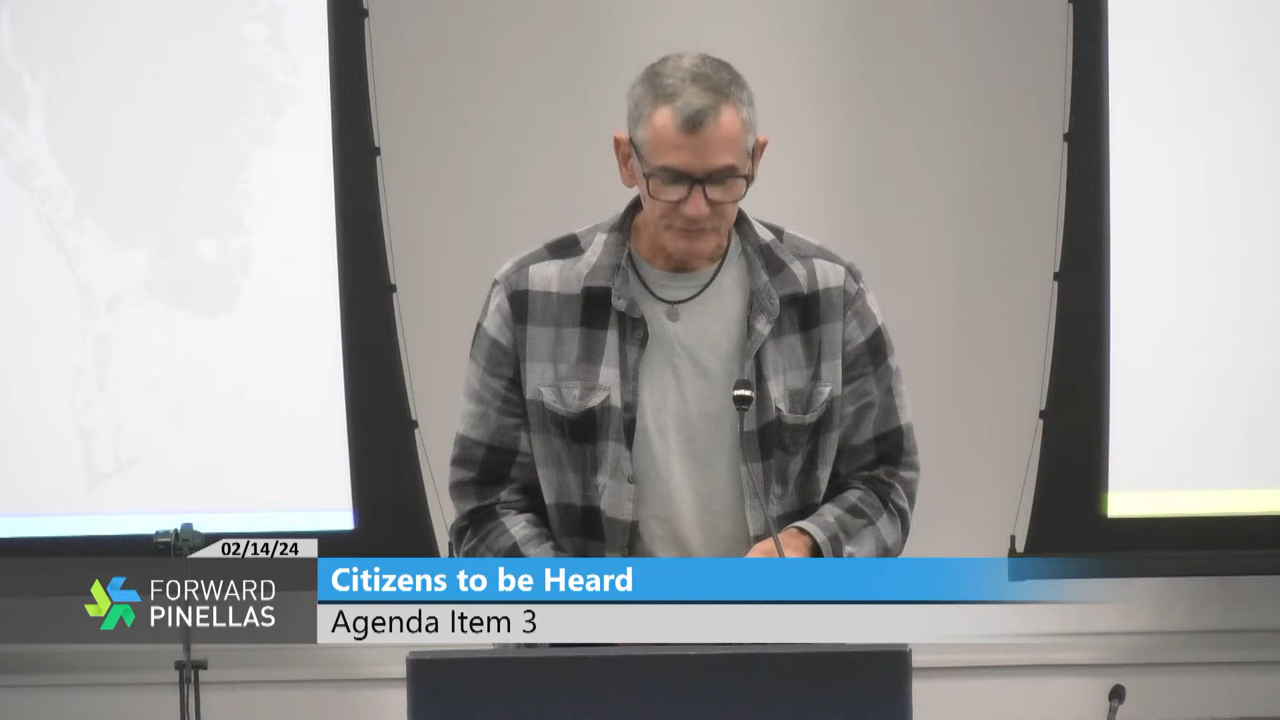 02/14/24
FORWARD
PINELLAS
Citizens to be Heard
Agenda Item 3